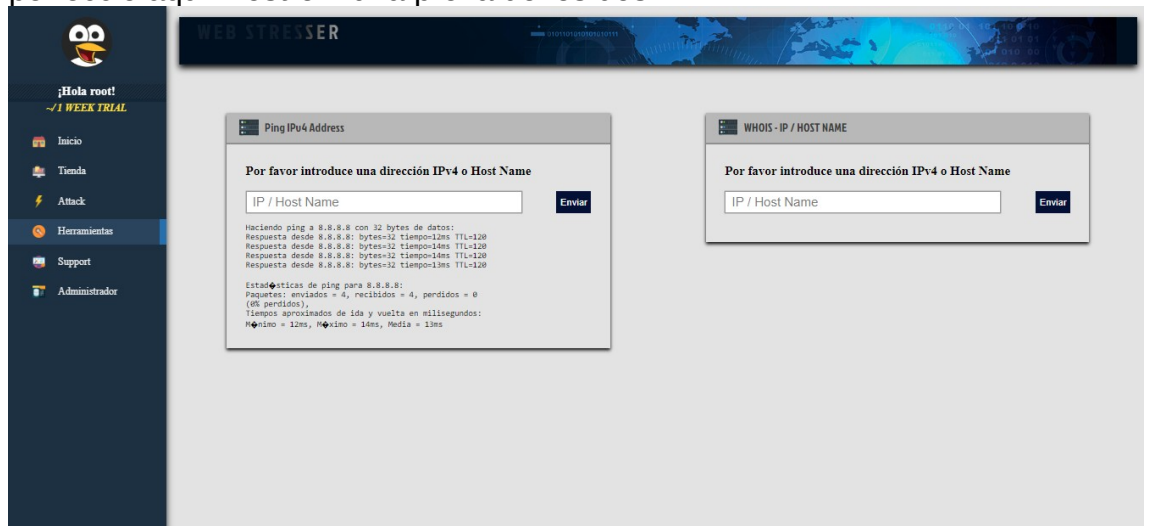 WEB STRESSER
¡Hola root!
~/1 WEEK TRIAL
Inicio
Tienda
Attack
Herramientas
Support
Administrador
Ping IPv4 Address
Por favor introduce una dirección IPv4 o Host Name
IP / Host Name
Enviar
Haciendo ping a 8.8.8.8 con 32 bytes de datos:
Respuesta desde 8.8.8.8: bytes=32 tiempo=12ms TTL=120
Respuesta desde 8.8.8.8: bytes=32 tiempo=14ms TTL=120
Respuesta desde 8.8.8.8: bytes=32 tiempo=14ms TTL=120
Respuesta desde 8.8.8.8: bytes=32 tiempo=13ms TTL=120
Estad�sticas de ping para 8.8.8.8:
Paquetes: enviados = 4, recibidos = 4, perdidos = 0
(0% perdidos),
Tiempos aproximados de ida y vuelta en milisegundos:
M�nimo = 12ms, M�ximo = 14ms, Media = 13ms
WHOIS - IP / HOST NAME
Por favor introduce una dirección IPv4 o Host Name
IP / Host Name
Enviar